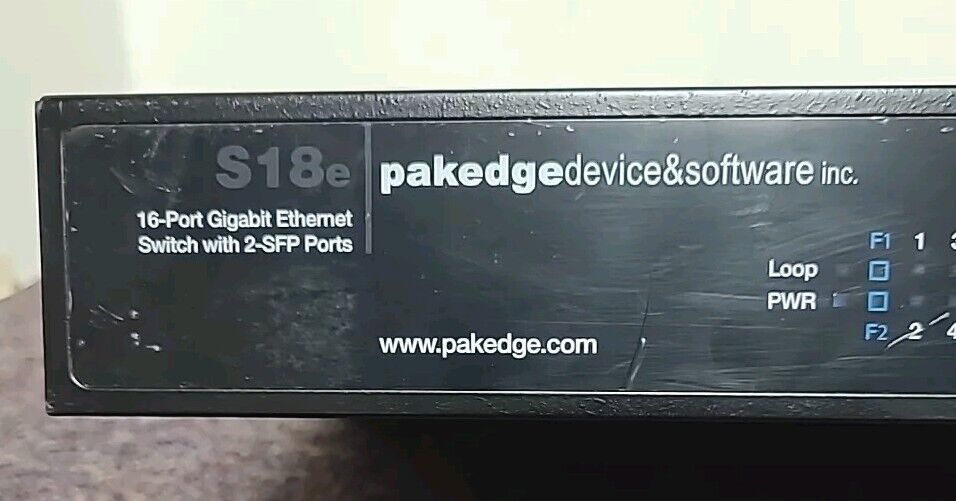 S18e
pakedgedevice&software inc.
16-Port Gigabit Ethernet
Switch with 2-SFP Ports
F1 1
Loop
PWR
F2 2 4
www.pakedge.com